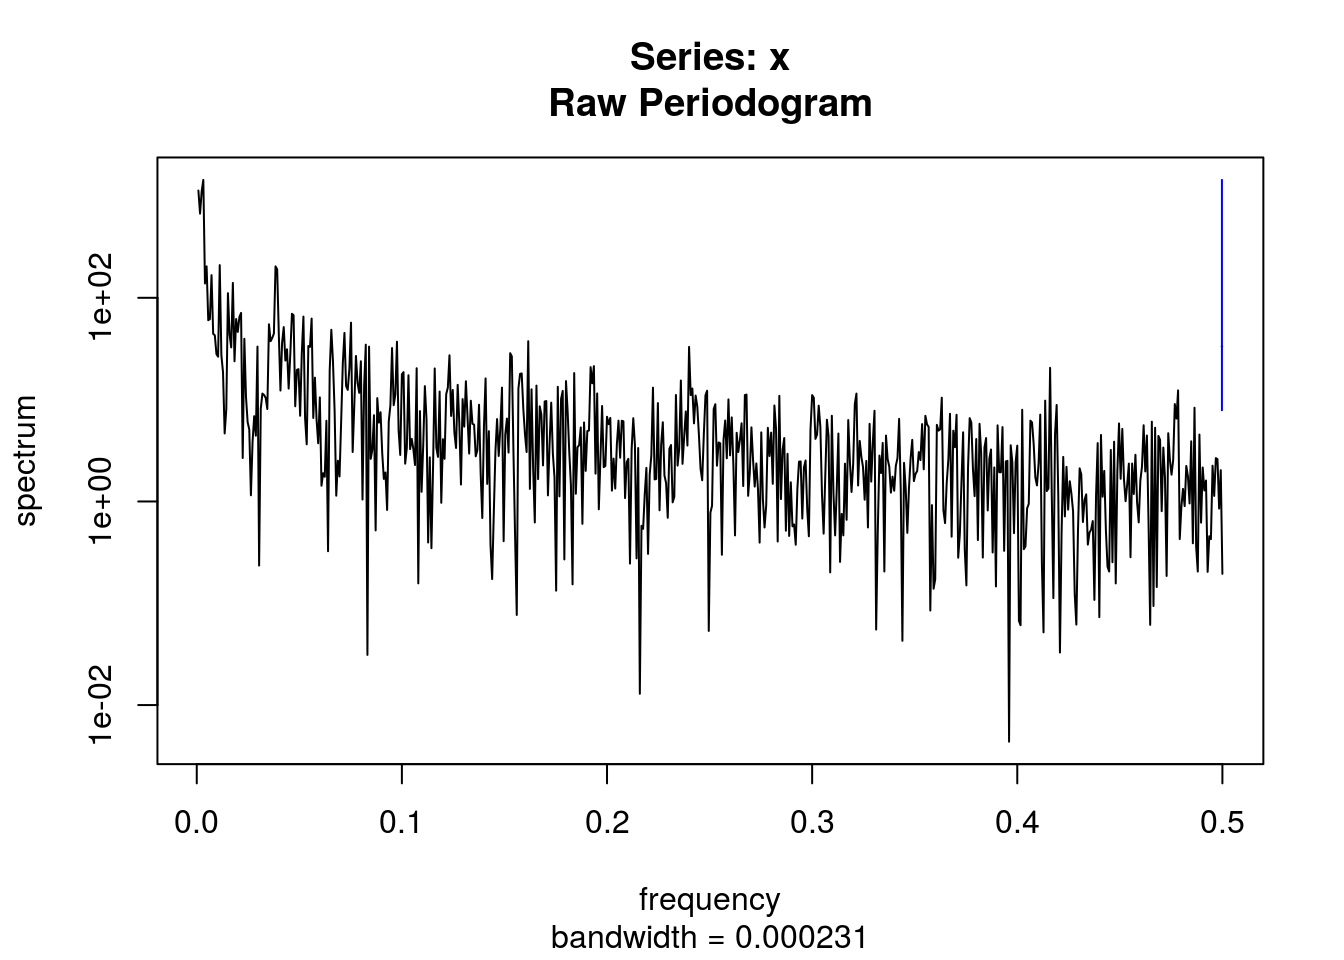 Series: x
Raw Periodogram
spectrum
1e+02
1e+00
1e-02
0.0 0.1 0.2 0.3 0.4 0.5
frequency
bandwidth = 0.000231